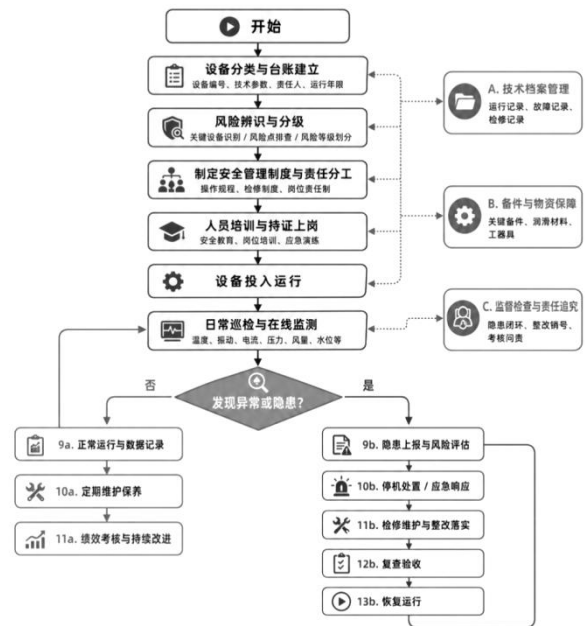 开始
设备分类与台账建立
设备编号、技术参数、责任人、运行年限
风险辨识与分级
关键设备识别 / 风险点排查 / 风险等级划分
制定安全管理制度与责任分工
操作规程、检修制度、岗位责任制
人员培训与持证上岗
安全教育、岗位培训、应急演练
设备投入运行
日常巡检与在线监测
温度、振动、电流、压力、风量、水位等
A. 技术档案管理
运行记录、故障记录、
检修记录
B. 备件与物资保障
关键备件、润滑材料、
工器具
C. 监督检查与责任追究
隐患闭环、整改销号、
考核问责
发现异常或隐患?
否
是
9a. 正常运行与数据记录
10a. 定期维护保养
11a. 绩效考核与持续改进
9b. 隐患上报与风险评估
10b. 停机处置 / 应急响应
11b. 检修维护与整改落实
12b. 复查验收
13b. 恢复运行